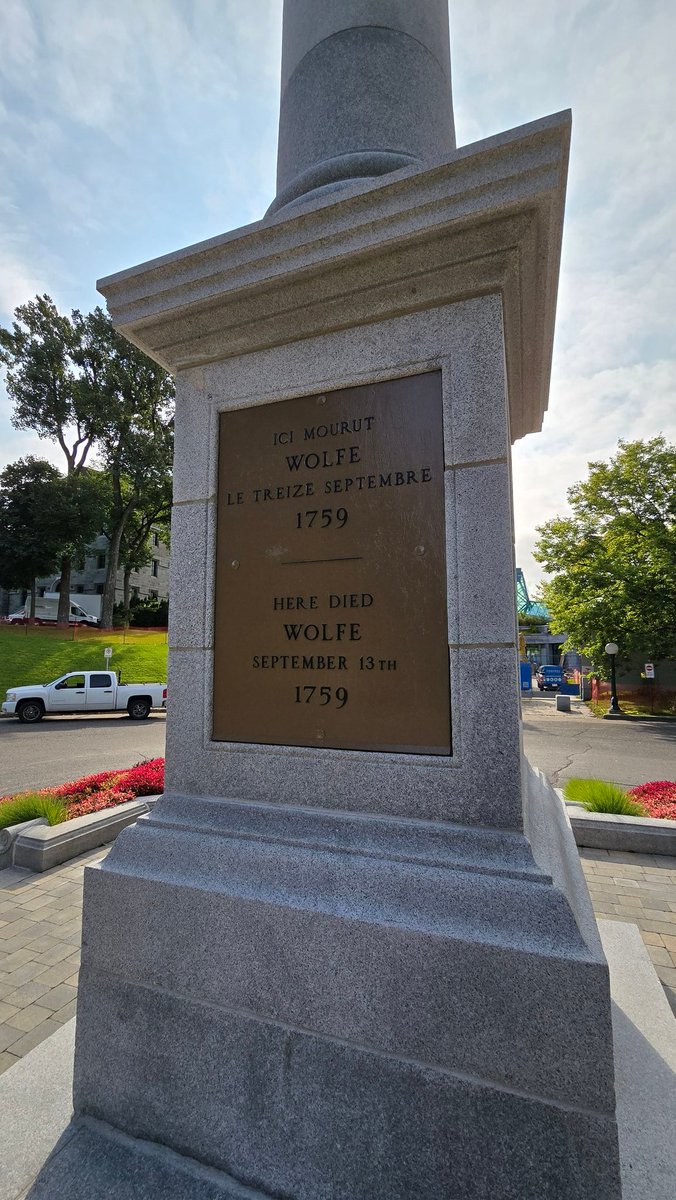 ICI MOURUT
WOLFE
LE TREIZE SEPTEMBRE
1759
HERE DIED
WOLFE
SEPTEMBER 13TH
1759